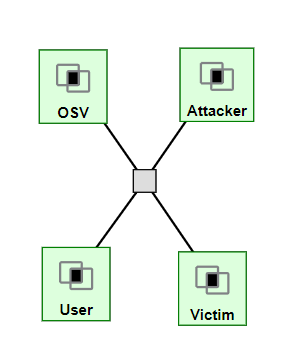 OSV
Attacker
User
Victim